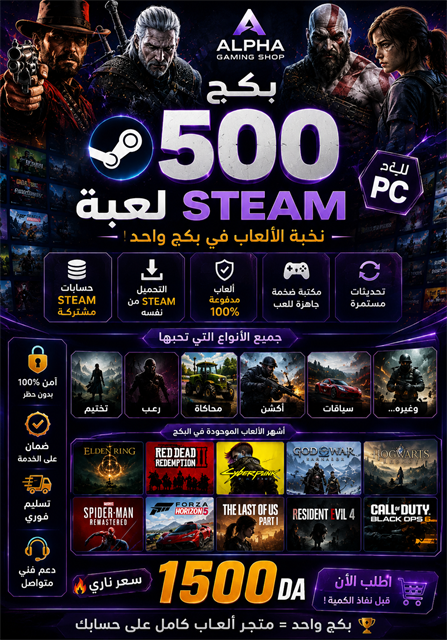 ALPHA
GAMING SHOP
بكج
500
لعبة STEAM
للـPC
نخبة الألعاب في بكج واحد!
حسابات
STEAM
مشتركة
التحميل
من STEAM
نفسه
ألعاب
مدفوعة
100%
مكتبة ضخمة
جاهزة للعب
تحديثات
مستمرة
جميع الأنواع التي تحبها
أمن 100%
بدون حظر
ضمان
على الخدمة
تسليم
فوري
دعم فني
متواصل
تختيم
رعب
محاكاة
أكشن
سباقات
وغيره...
أشهر الألعاب الموجودة في البكج
ELDEN RING
RED DEAD
REDEMPTION II
Cyberpunk
GOD OF WAR
RAGNARÖK
HOGWARTS
MARVEL
SPIDER-MAN
REMASTERED
FORZA
HORIZON 5
THE LAST OF US
PART I
RESIDENT EVIL 4
CALL OF DUTY
BLACK OPS 6
سعر ناري
1500 DA
اطلب الآن
قبل نفاذ الكمية!
بكج واحد = متجر ألعاب كامل على حسابك